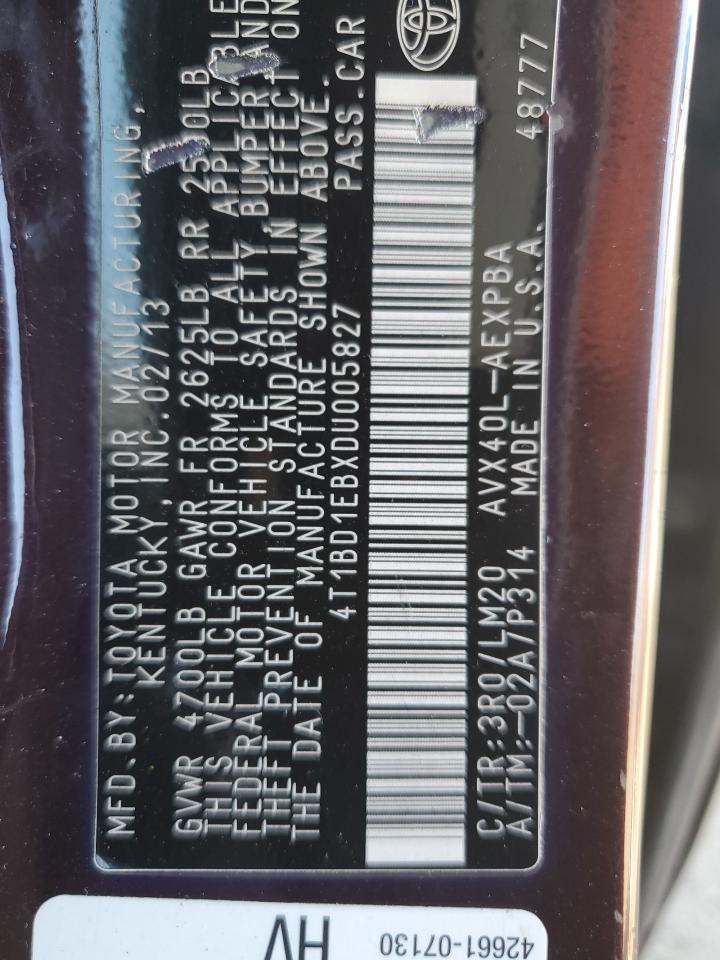 MFD.BY:TOYOTA MOTOR MANUFACTURING,
KENTUCKY, INC.02/13
GVWR 4700LB GAWR FR 2625LB RR 2550LB
THIS VEHICLE CONFORMS TO ALL APPLICABLE
FEDERAL MOTOR VEHICLE SAFETY, BUMPER AND
THEFT PREVENTION STANDARDS IN EFFECT ON
THE DATE OF MANUFACTURE SHOWN ABOVE.
4T1BD1EBXDU005827 PASS.CAR
C/TR:3R0/LM20 AVX40L-AEXPBA 48777
A/TM:-02A/P314 MADE IN U.S.A.
HV
42661-07130